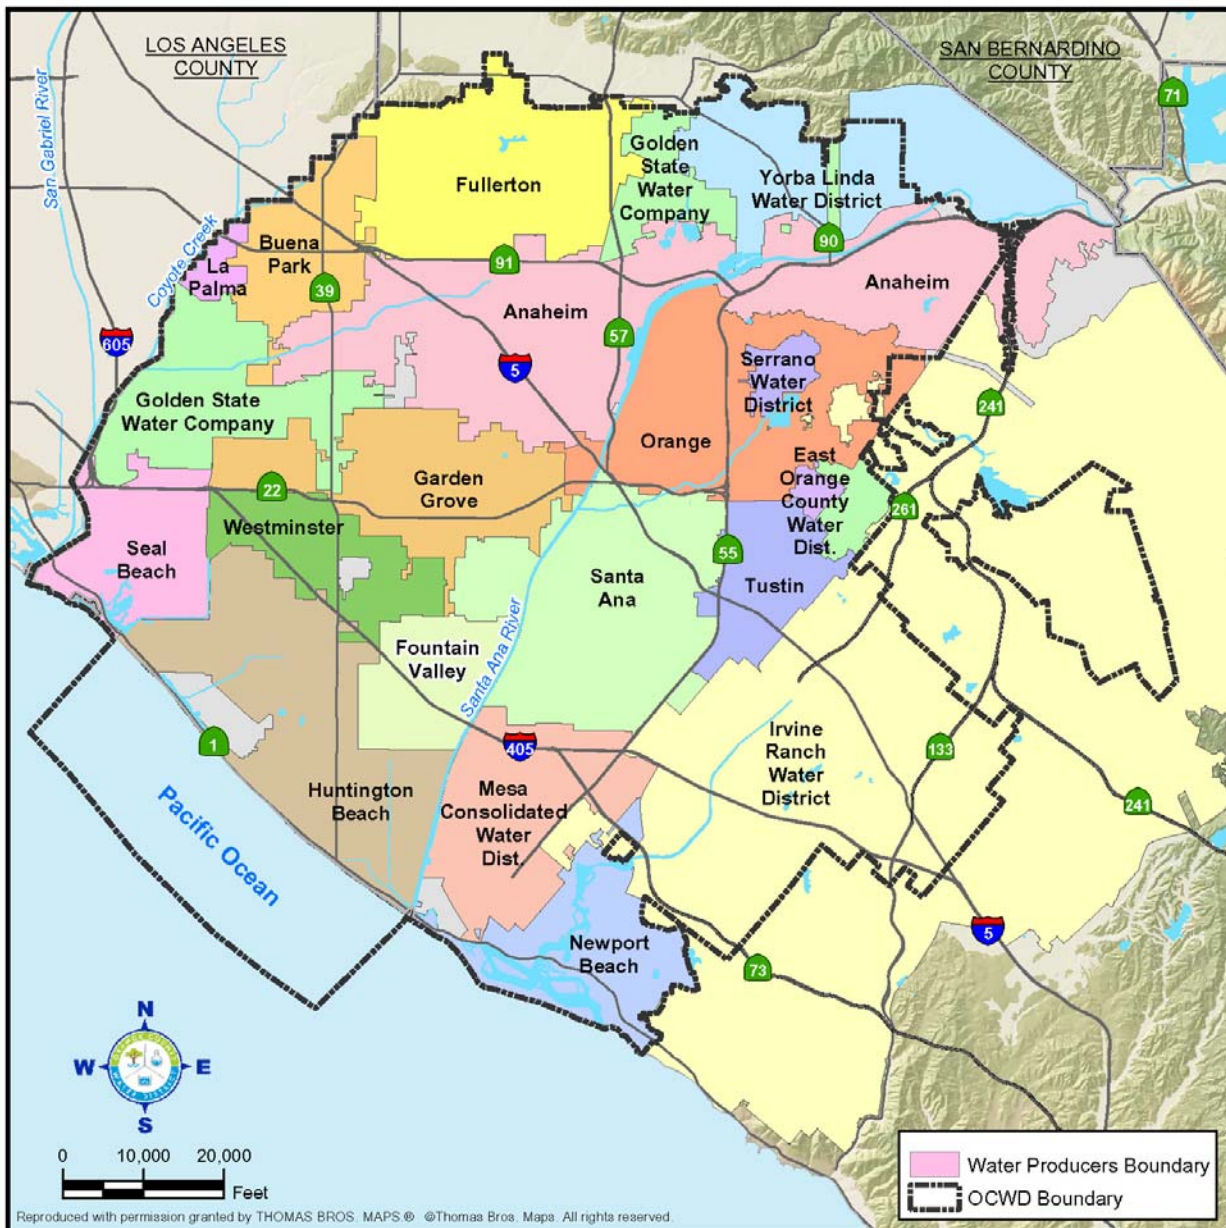 LOS ANGELES
COUNTY
SAN BERNARDINO
COUNTY
71
San Gabriel River
Golden
State
Water
Company
Fullerton
Yorba Linda
Water District
Coyote Creek
Buena
Park
90
91
La
Palma
39
Anaheim
Anaheim
57
605
5
Serrano
Water
District
241
Golden State
Water Company
Orange
East
Orange
County
Water
Dist.
Garden
Grove
22
261
Westminster
Seal
Beach
55
Santa
Ana
Tustin
Fountain
Valley
Santa Ana River
1
405
Irvine
Ranch
Water
District
133
241
Huntington
Beach
Mesa
Consolidated
Water
Dist.
Pacific Ocean
5
Newport
Beach
73
N
W
E
S
ORANGE COUNTY
WATER DISTRICT
0
10,000
20,000
Feet
Water Producers Boundary
OCWD Boundary
Reproduced with permission granted by THOMAS BROS. MAPS.® ©Thomas Bros. Maps. All rights reserved.